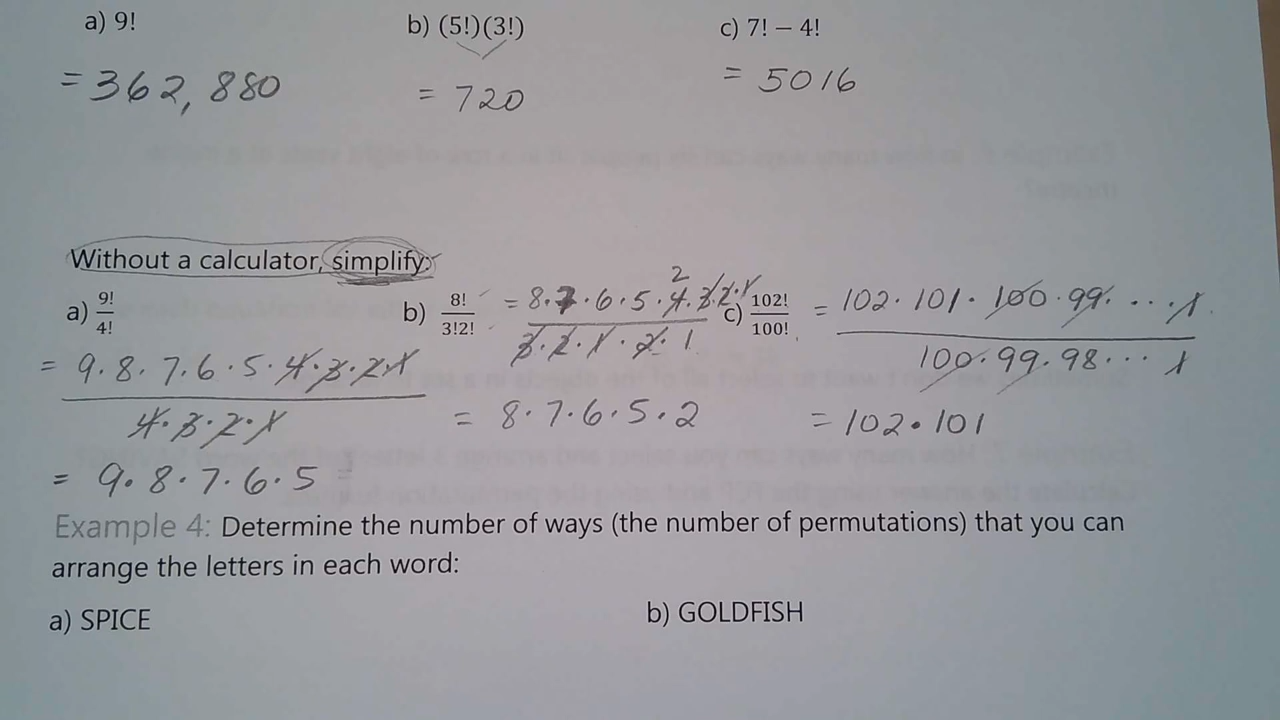 a) 9! b) (5!)(3!) c) 7! – 4!
= 362,880 = 720 = 5016
Without a calculator, simplify:
a) 9!/4! b) 8!/3!2! = 8·7·6·5·4·3·2·1 / 3·2·1·2·1 2 c) 102!/100! = 102·101·100·99·...1 / 100·99·98...1
= 9·8·7·6·5·4·3·2·1 / 4·3·2·1 = 8·7·6·5·2 = 102·101
= 9·8·7·6·5
Example 4: Determine the number of ways (the number of permutations) that you can
arrange the letters in each word:
a) SPICE b) GOLDFISH